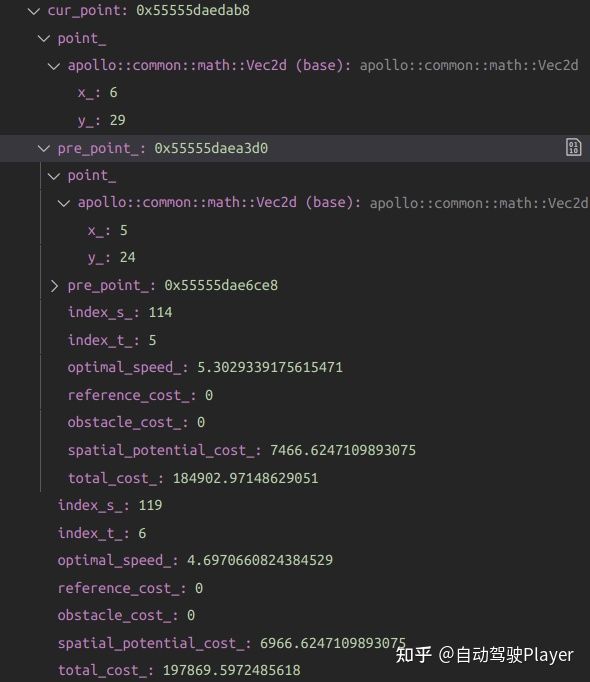 cur_point: 0x55555daedab8
point_
apollo::common::math::Vec2d (base): apollo::common::math::Vec2d
x_: 6
y_: 29
pre_point_: 0x55555daea3d0
point_
apollo::common::math::Vec2d (base): apollo::common::math::Vec2d
x_: 5
y_: 24
pre_point_: 0x55555dae6ce8
index_s_: 114
index_t_: 5
optimal_speed_: 5.3029339175615471
reference_cost_: 0
obstacle_cost_: 0
spatial_potential_cost_: 7466.6247109893075
total_cost_: 184902.97148629051
index_s_: 119
index_t_: 6
optimal_speed_: 4.6970660824384529
reference_cost_: 0
obstacle_cost_: 0
spatial_potential_cost_: 6966.6247109893075
total_cost_: 197869.5972485618
知乎 @自动驾驶Player